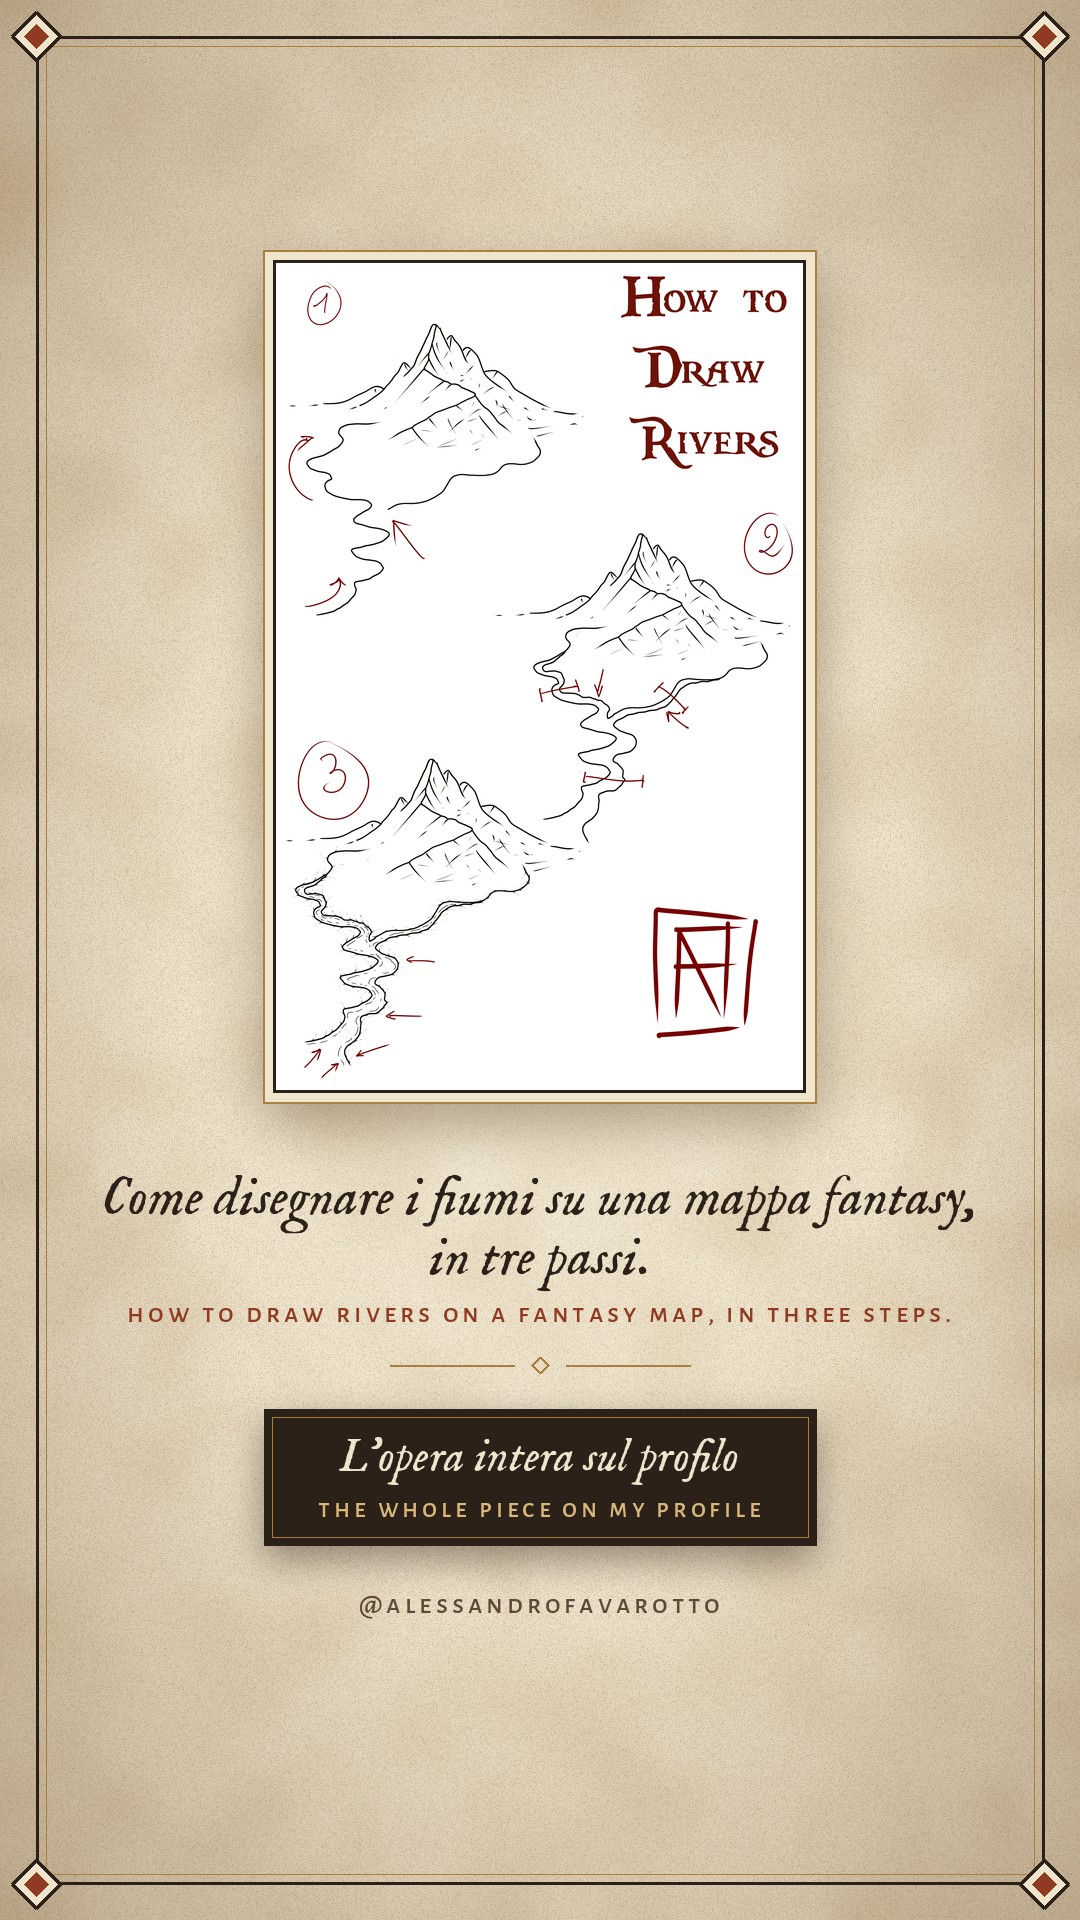 1
How to
Draw
Rivers
2
3
Come disegnare i fiumi su una mappa fantasy,
in tre passi.
HOW TO DRAW RIVERS ON A FANTASY MAP, IN THREE STEPS.
L'opera intera sul profilo
THE WHOLE PIECE ON MY PROFILE
@ALESSANDROFAVAROTTO